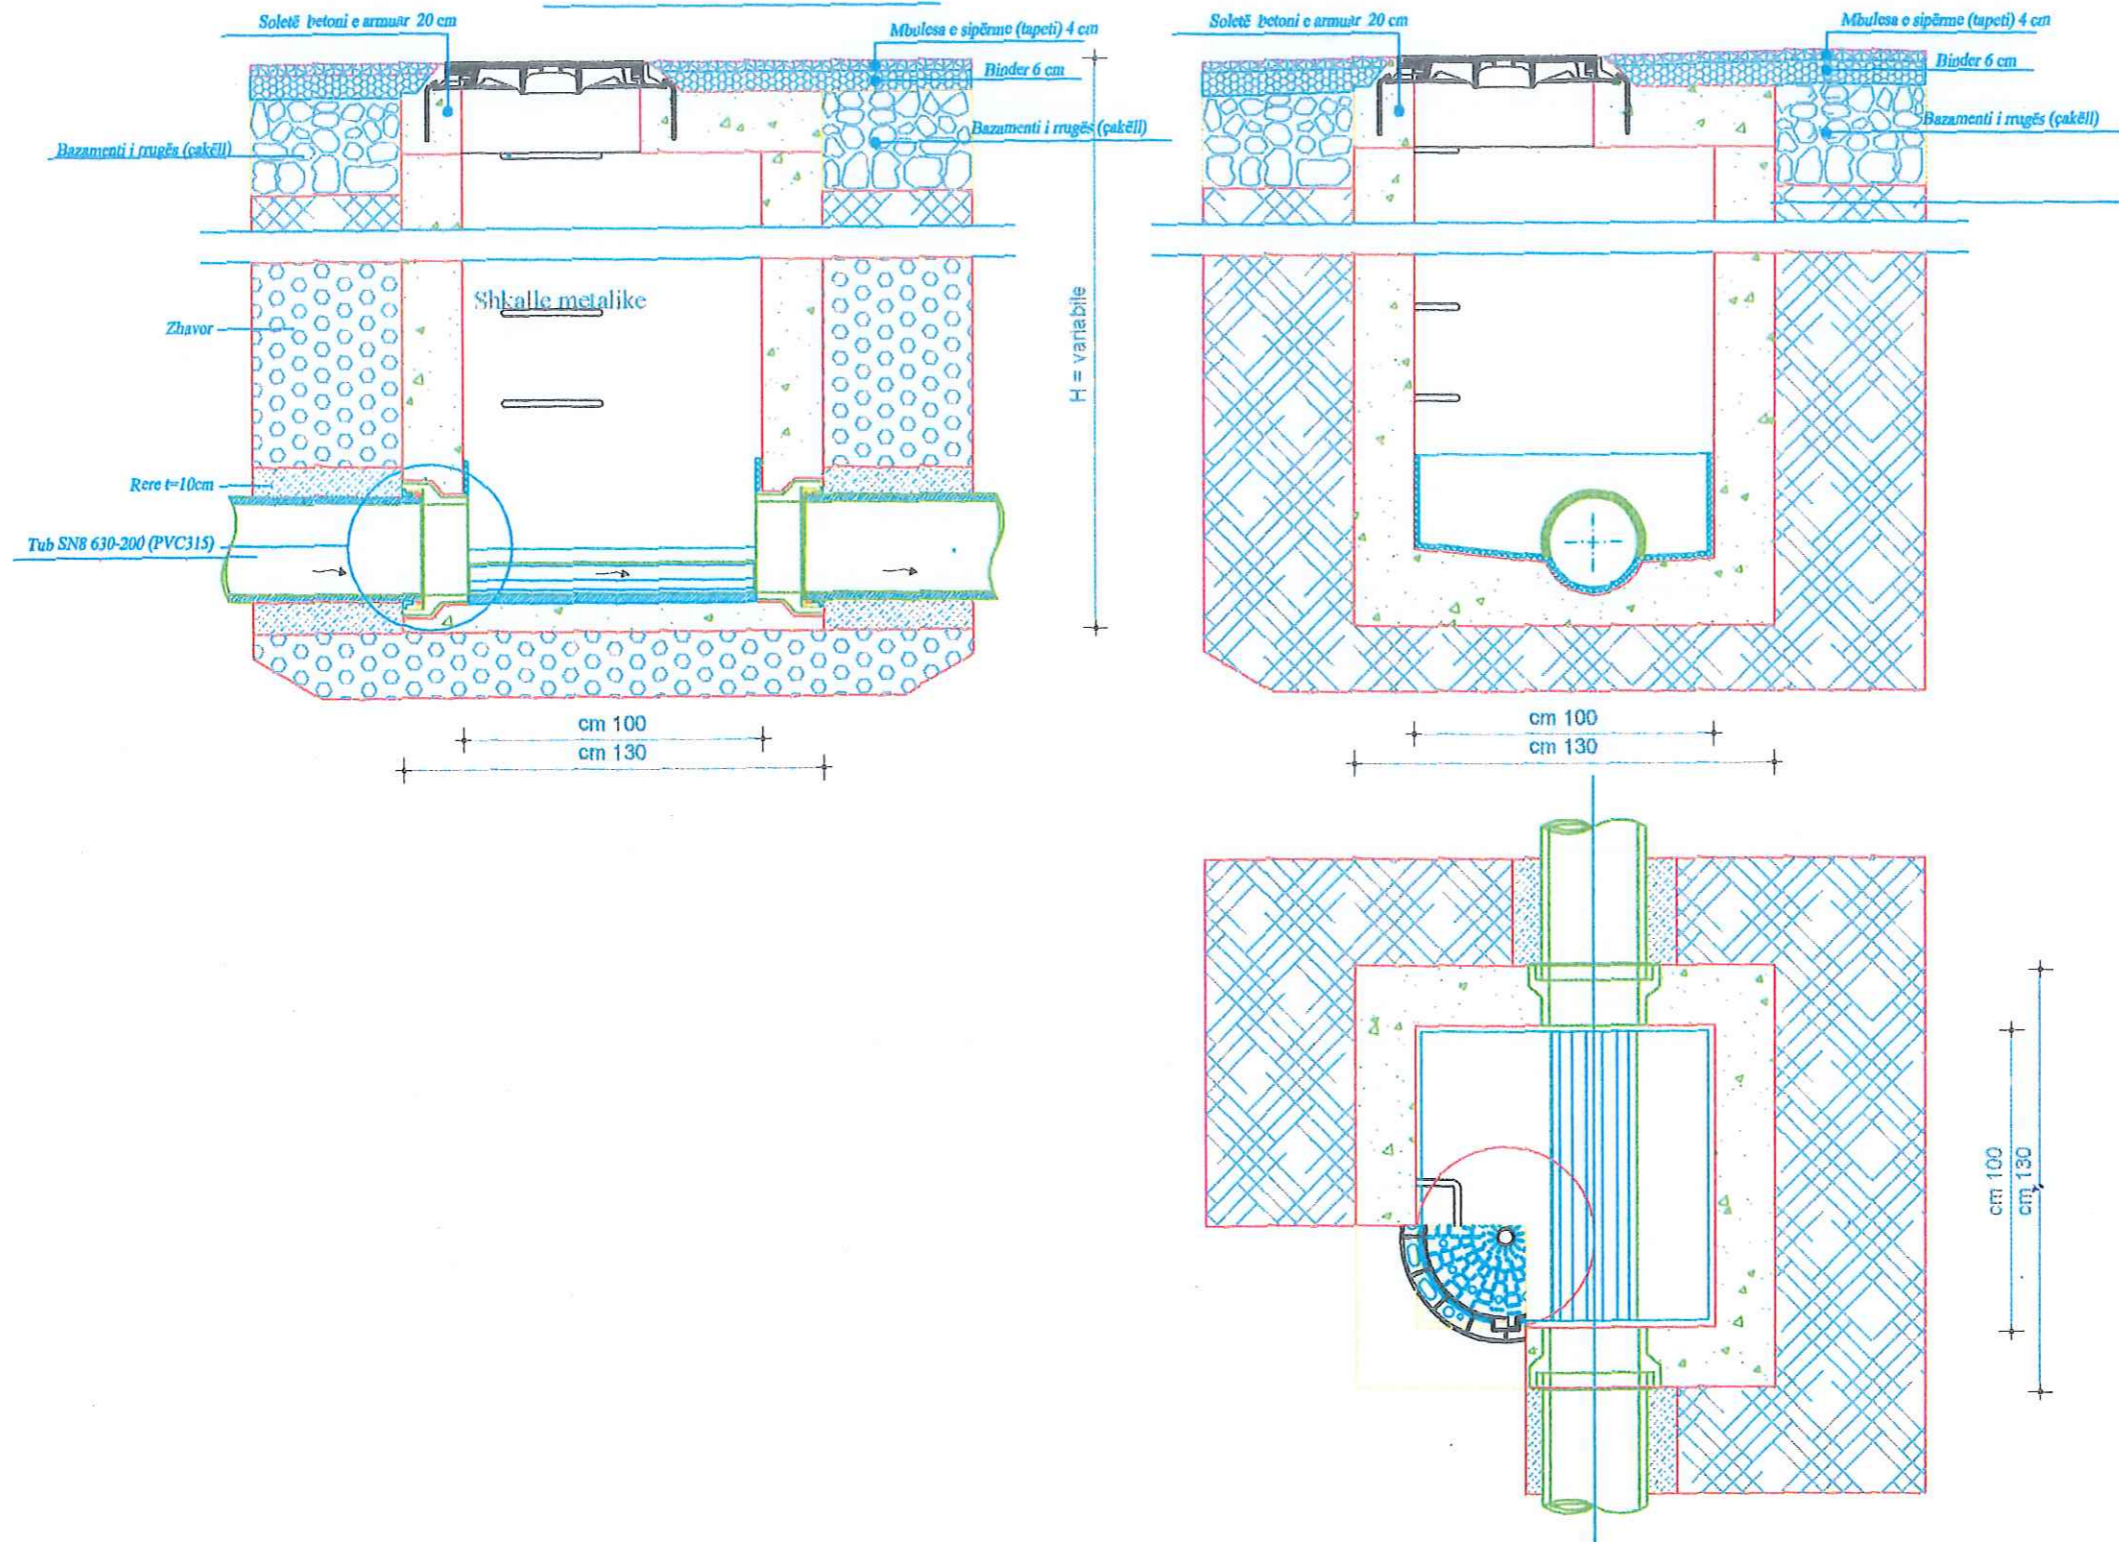 Soletë betoni e armuar 20 cm
Mbulesa e sipërme (tapeti) 4 cm
Binder 6 cm
Bazamenti i rrugës (çakëll)
Bazamenti i rrugës (çakëll)
Shkalle metalike
Zhavor
H = variabile
Rere t=10cm
Tub SN8 630-200 (PVC315)
cm 100
cm 130
Soletë betoni e armuar 20 cm
Mbulesa e sipërme (tapeti) 4 cm
Binder 6 cm
Bazamenti i rrugës (çakëll)
cm 100
cm 130
cm 100
cm 130